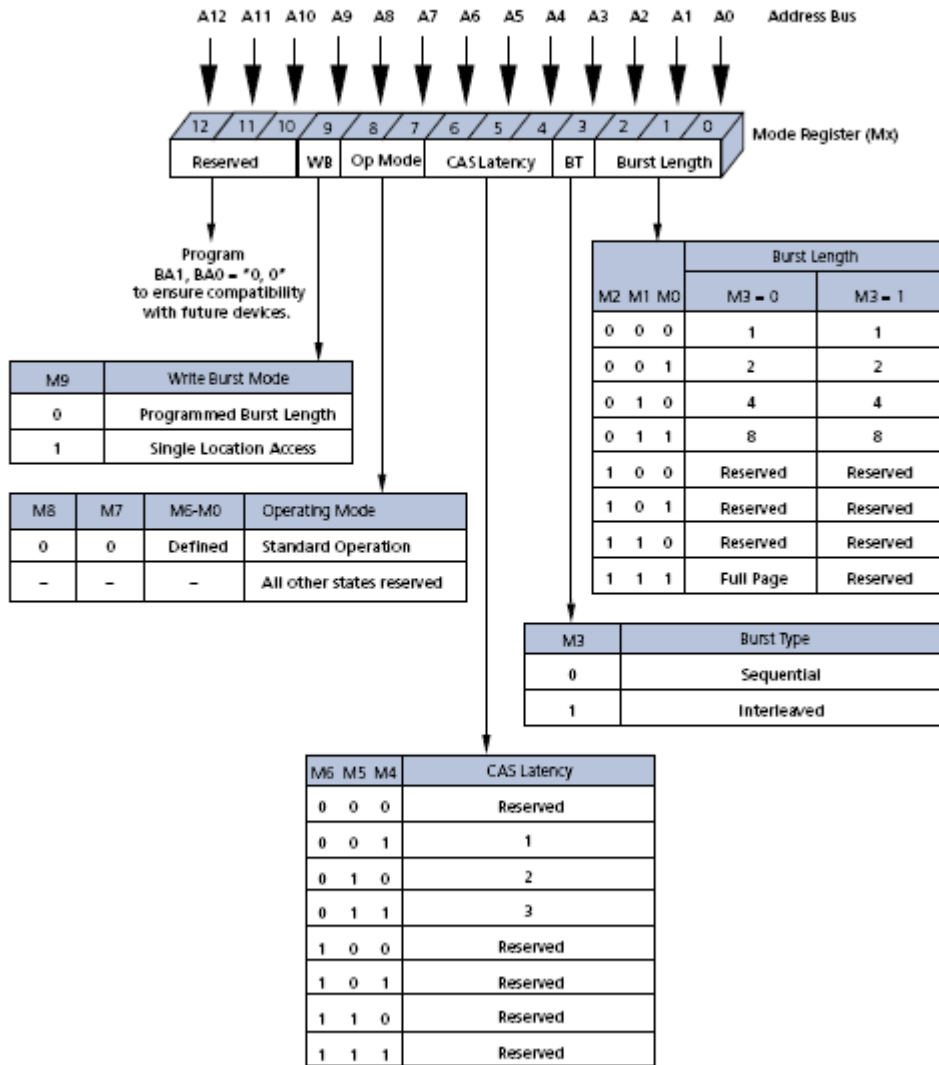 A12 A11 A10 A9 A8 A7 A6 A5 A4 A3 A2 A1 A0 Address Bus
12 11 10 9 8 7 6 5 4 3 2 1 0 Mode Register (Mx)
Reserved WB Op Mode CAS Latency BT Burst Length
Program
BA1, BA0 = "0, 0"
to ensure compatibility
with future devices.
Burst Length
M2 M1 M0 M3 = 0 M3 = 1
0 0 0 1 1
0 0 1 2 2
0 1 0 4 4
0 1 1 8 8
1 0 0 Reserved Reserved
1 0 1 Reserved Reserved
1 1 0 Reserved Reserved
1 1 1 Full Page Reserved
M9 Write Burst Mode
0 Programmed Burst Length
1 Single Location Access
M8 M7 M6-M0 Operating Mode
0 0 Defined Standard Operation
– – – All other states reserved
M3 Burst Type
0 Sequential
1 Interleaved
M6 M5 M4 CAS Latency
0 0 0 Reserved
0 0 1 1
0 1 0 2
0 1 1 3
1 0 0 Reserved
1 0 1 Reserved
1 1 0 Reserved
1 1 1 Reserved